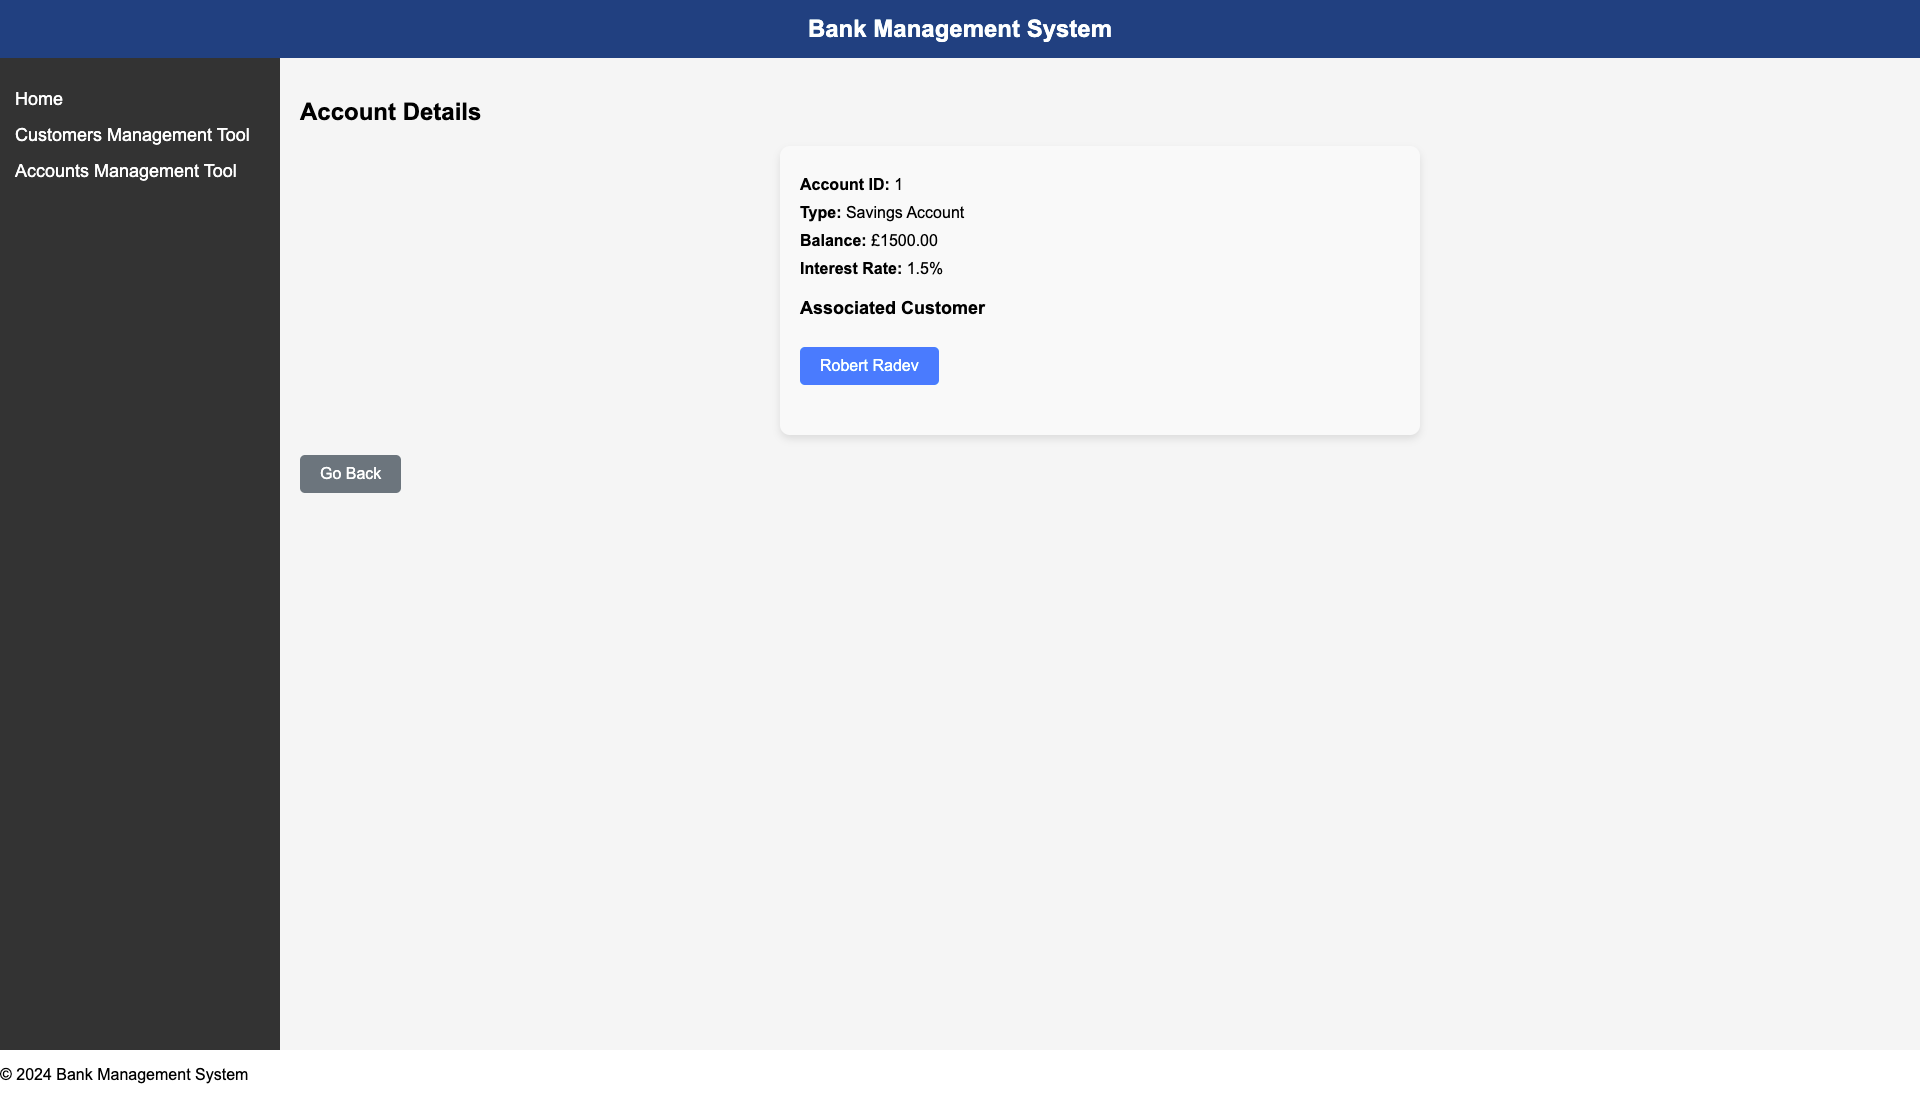 Bank Management System
Home
Customers Management Tool
Accounts Management Tool
Account Details
Account ID: 1
Type: Savings Account
Balance: £1500.00
Interest Rate: 1.5%
Associated Customer
Robert Radev
Go Back
© 2024 Bank Management System